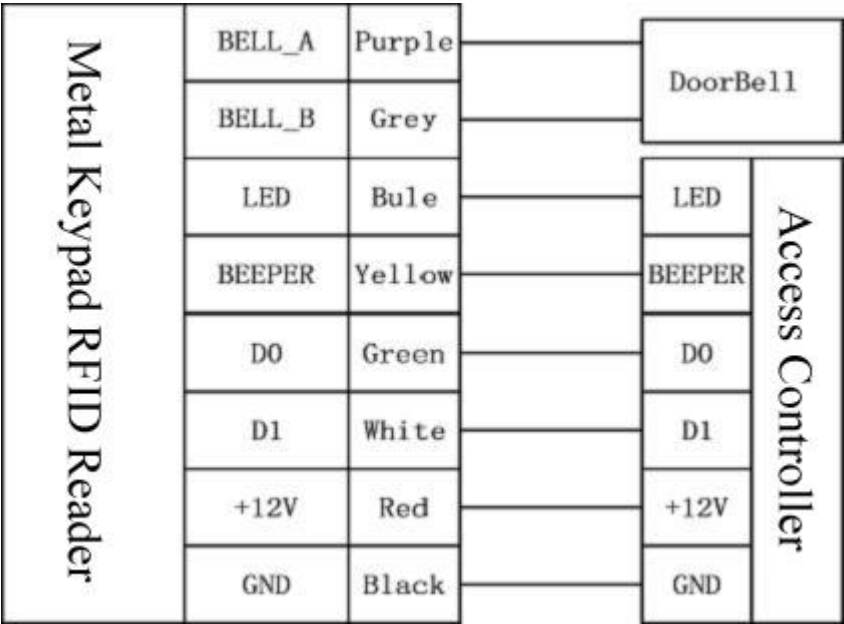 Metal Keypad RFID Reader
BELL_A Purple
BELL_B Grey
DoorBell
LED Bule LED
BEEPER Yellow BEEPER
D0 Green D0
D1 White D1
+12V Red +12V
GND Black GND
Access Controller